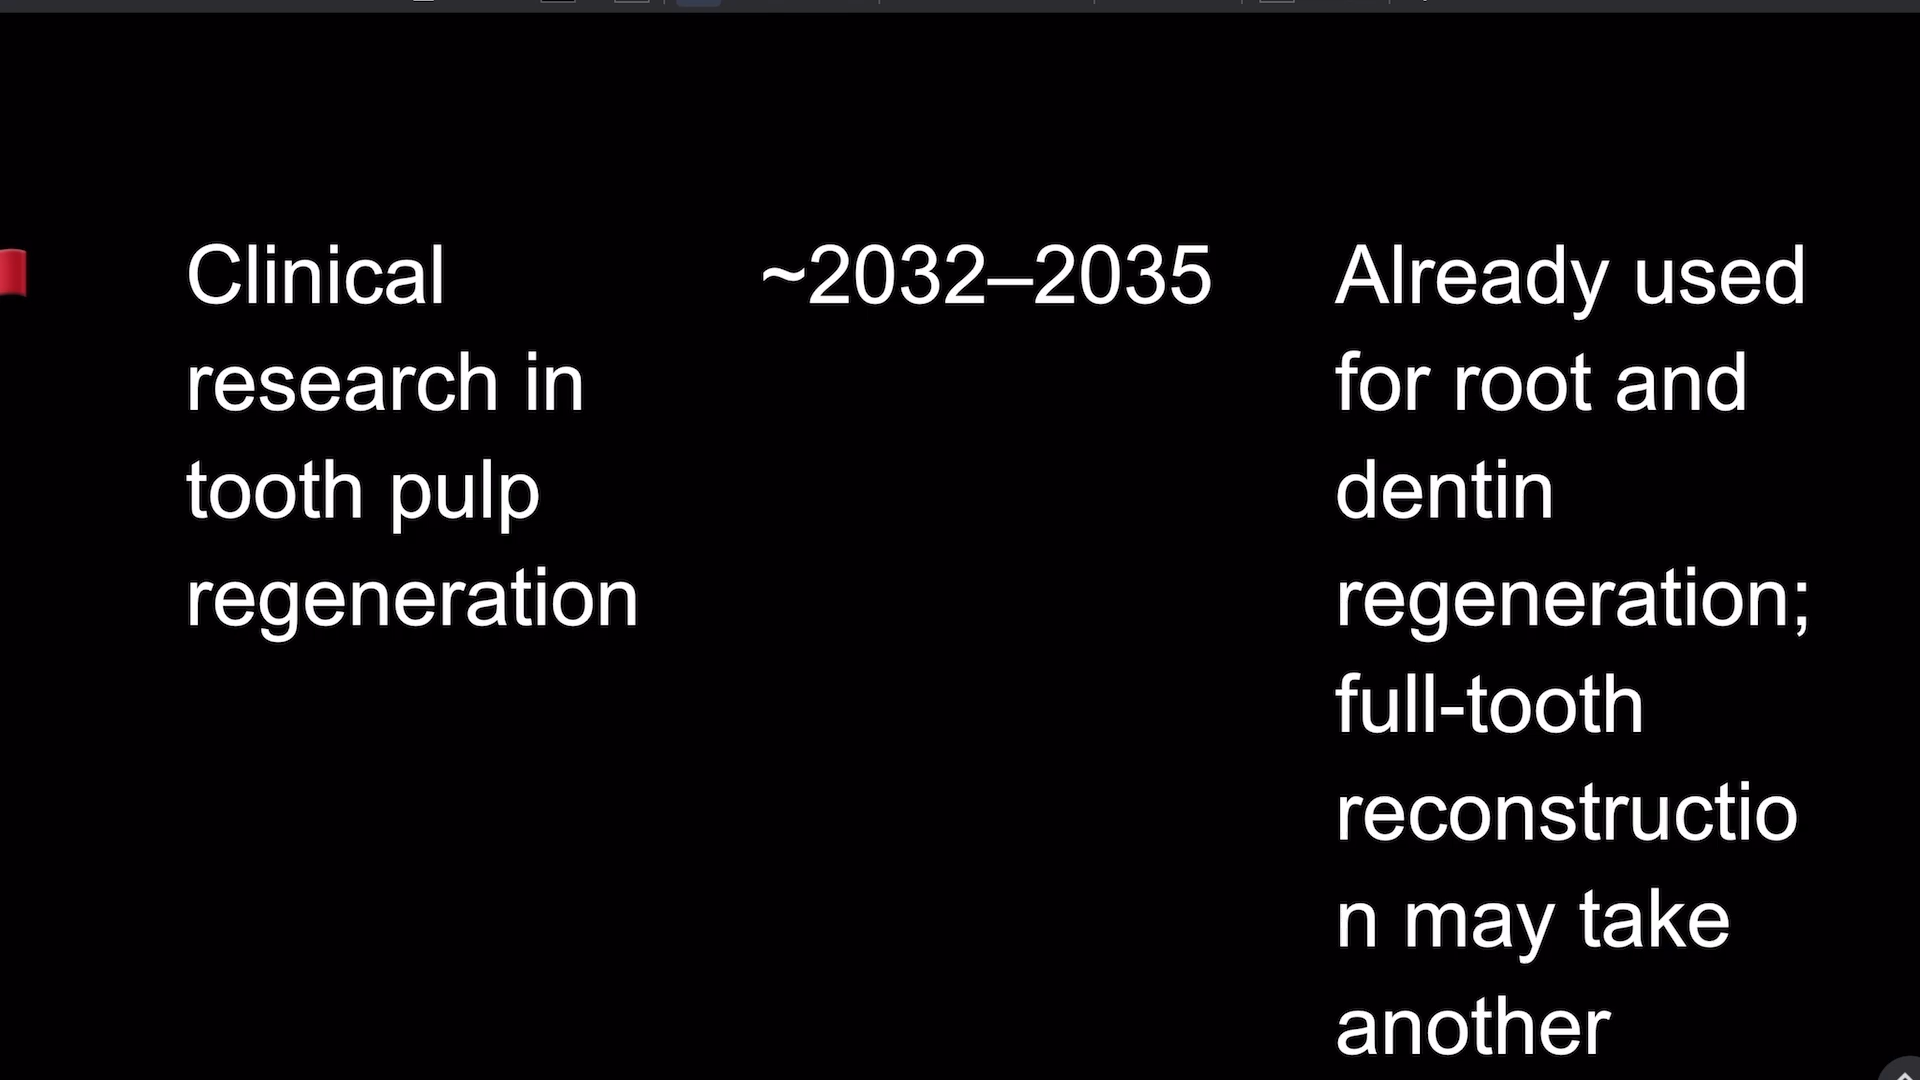 Clinical
research in
tooth pulp
regeneration
~2032–2035
Already used
for root and
dentin
regeneration;
full-tooth
reconstructio
n may take
another